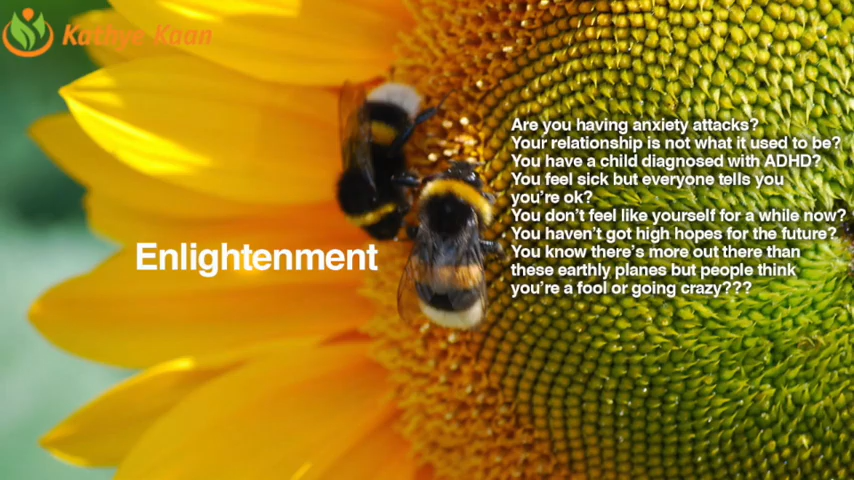 Kathye Kaan
Enlightenment
Are you having anxiety attacks?
Your relationship is not what it used to be?
You have a child diagnosed with ADHD?
You feel sick but everyone tells you
you're ok?
You don't feel like yourself for a while now?
You haven't got high hopes for the future?
You know there's more out there than
these earthly planes but people think
you're a fool or going crazy???